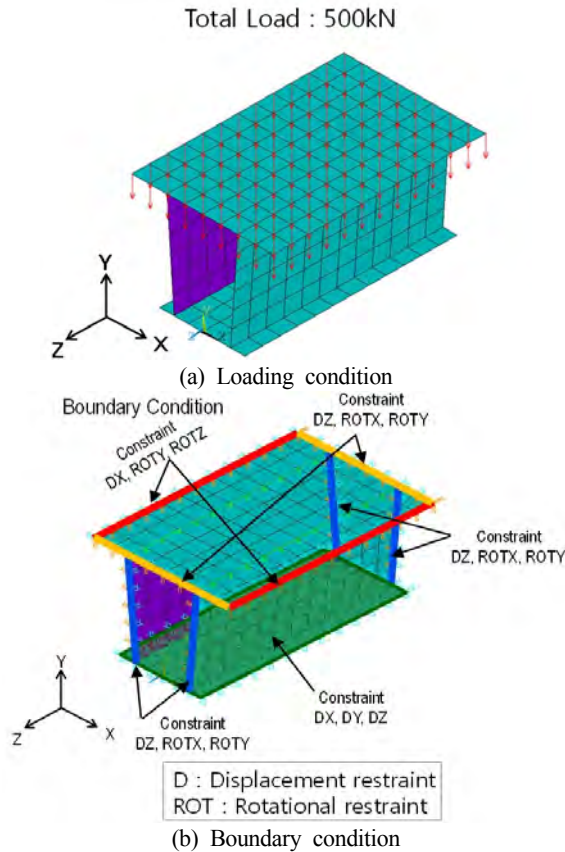 Total Load : 500kN
Y
Z
X
(a) Loading condition
Boundary Condition
Constraint
DX, ROTY, ROTZ
Constraint
DZ, ROTX, ROTY
Constraint
DZ, ROTX, ROTY
Y
Z
X
Constraint
DZ, ROTX, ROTY
Constraint
DX, DY, DZ
D : Displacement restraint
ROT : Rotational restraint
(b) Boundary condition